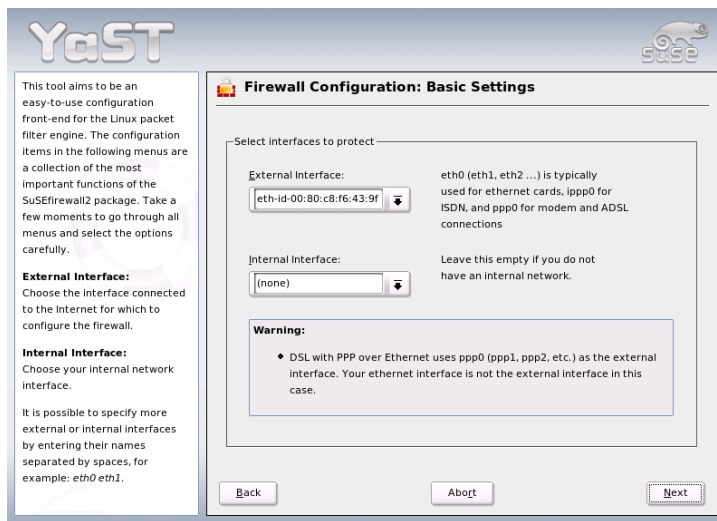 YaST
SUSE
This tool aims to be an
easy-to-use configuration
front-end for the Linux packet
filter engine. The configuration
items in the following menus are
a collection of the most
important functions of the
SuSEfirewall2 package. Take a
few moments to go through all
menus and select the options
carefully.
External Interface:
Choose the interface connected
to the Internet for which to
configure the firewall.
Internal Interface:
Choose your internal network
interface.
It is possible to specify more
external or internal interfaces
by entering their names
separated by spaces, for
example: eth0 eth1.
Firewall Configuration: Basic Settings
Select interfaces to protect
External Interface:
eth-id-00:80:c8:f6:43:9f
eth0 (eth1, eth2 ...) is typically
used for ethernet cards, ippp0 for
ISDN, and ppp0 for modem and ADSL
connections
Internal Interface:
(none)
Leave this empty if you do not
have an internal network.
Warning:
DSL with PPP over Ethernet uses ppp0 (ppp1, ppp2, etc.) as the external
interface. Your ethernet interface is not the external interface in this
case.
Back
Abort
Next